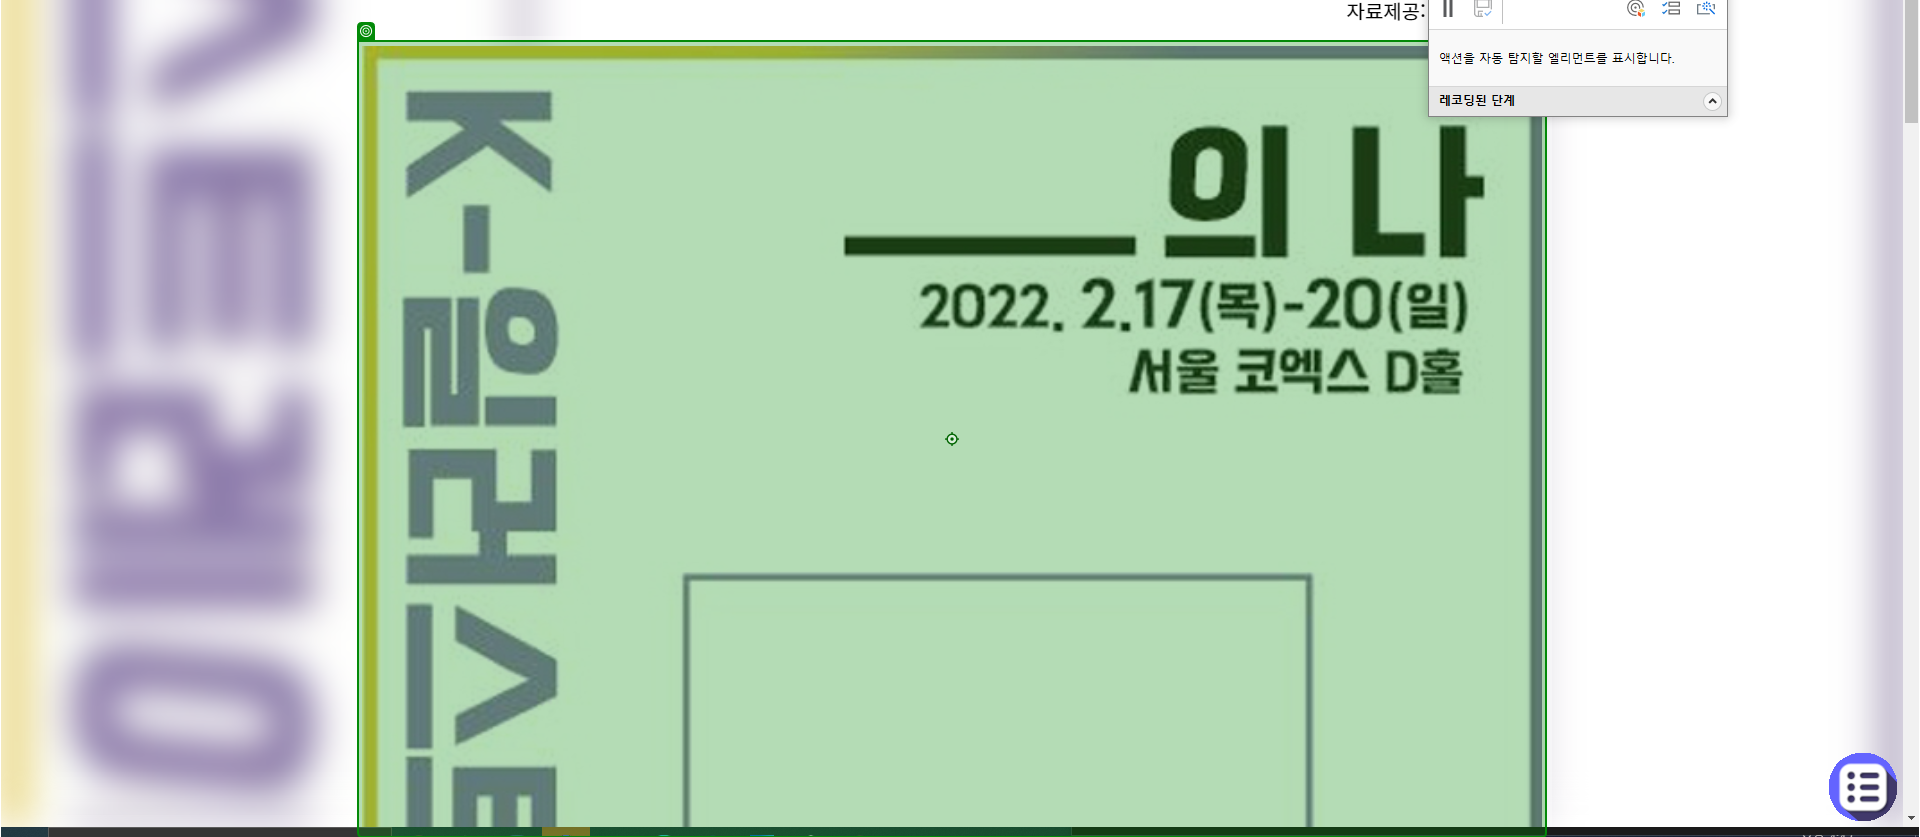 자료제공:
액션을 자동 탐지할 엘리먼트를 표시합니다.
레코딩된 단계
K-일러스트
____의 나
2022. 2.17(목)-20(일)
서울 코엑스 D홀